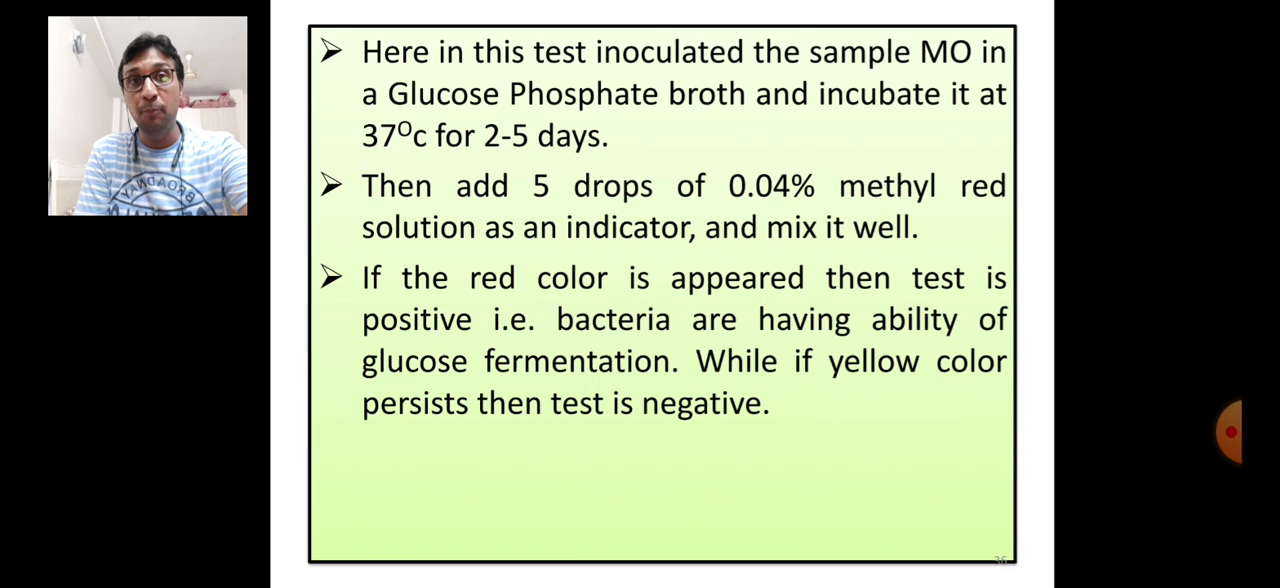 ➢ Here in this test inoculated the sample MO in
a Glucose Phosphate broth and incubate it at
37ᴼc for 2-5 days.
➢ Then add 5 drops of 0.04% methyl red
solution as an indicator, and mix it well.
➢ If the red color is appeared then test is
positive i.e. bacteria are having ability of
glucose fermentation. While if yellow color
persists then test is negative.
36
BROADWAY